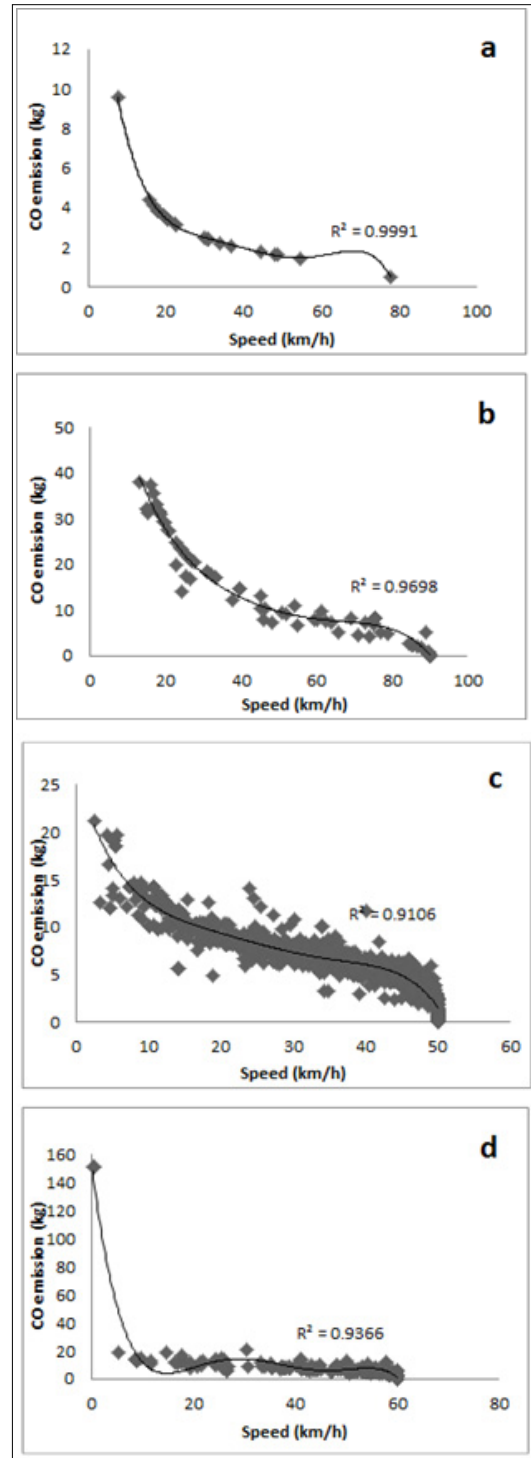 a
12
10
8
6
4
2
0
CO emission (kg)
R² = 0.9991
0 20 40 60 80 100
Speed (km/h)
b
50
40
30
20
10
0
CO emission (kg)
R² = 0.9698
0 20 40 60 80 100
Speed (km/h)
c
25
20
15
10
5
0
CO emission (kg)
R² = 0.9106
0 10 20 30 40 50 60
Speed (km/h)
d
160
140
120
100
80
60
40
20
0
CO emission (kg)
R² = 0.9366
0 20 40 60 80
Speed (km/h)